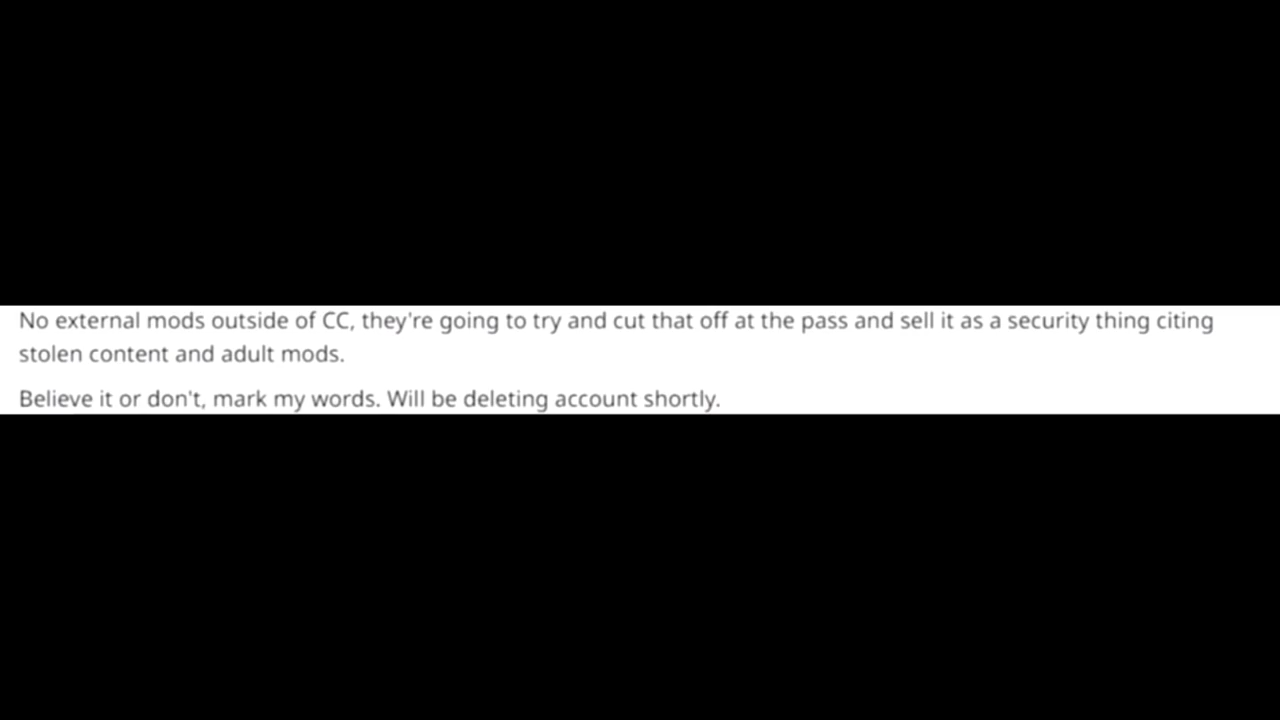 No external mods outside of CC, they're going to try and cut that off at the pass and sell it as a security thing citing
stolen content and adult mods.
Believe it or don't, mark my words. Will be deleting account shortly.